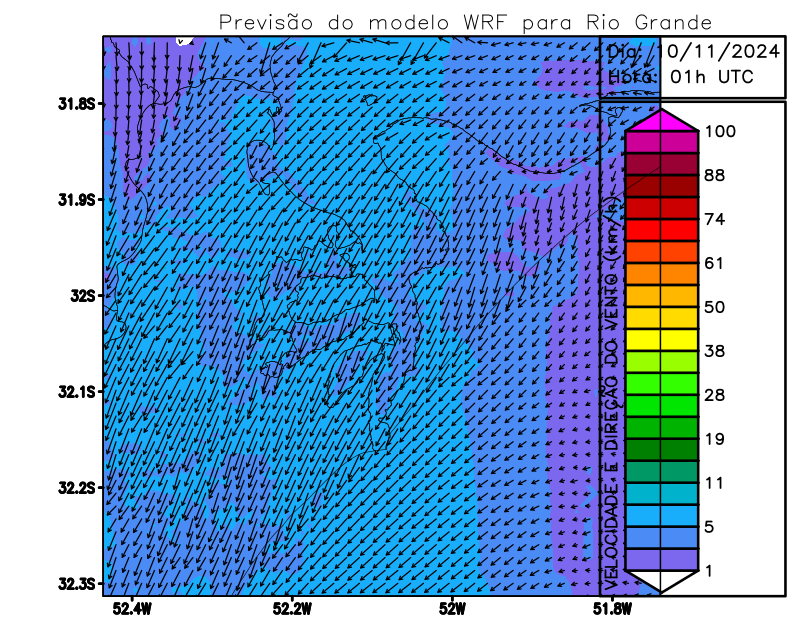 Previsão do modelo WRF para Rio Grande
Dia: 10/11/2024
Hora: 01h UTC
31.8S
31.9S
32S
32.1S
32.2S
32.3S
52.4W
52.2W
52W
51.8W
VELOCIDADE E DIREÇÃO DO VENTO (km/h)
100
88
74
61
50
38
28
19
11
5
1